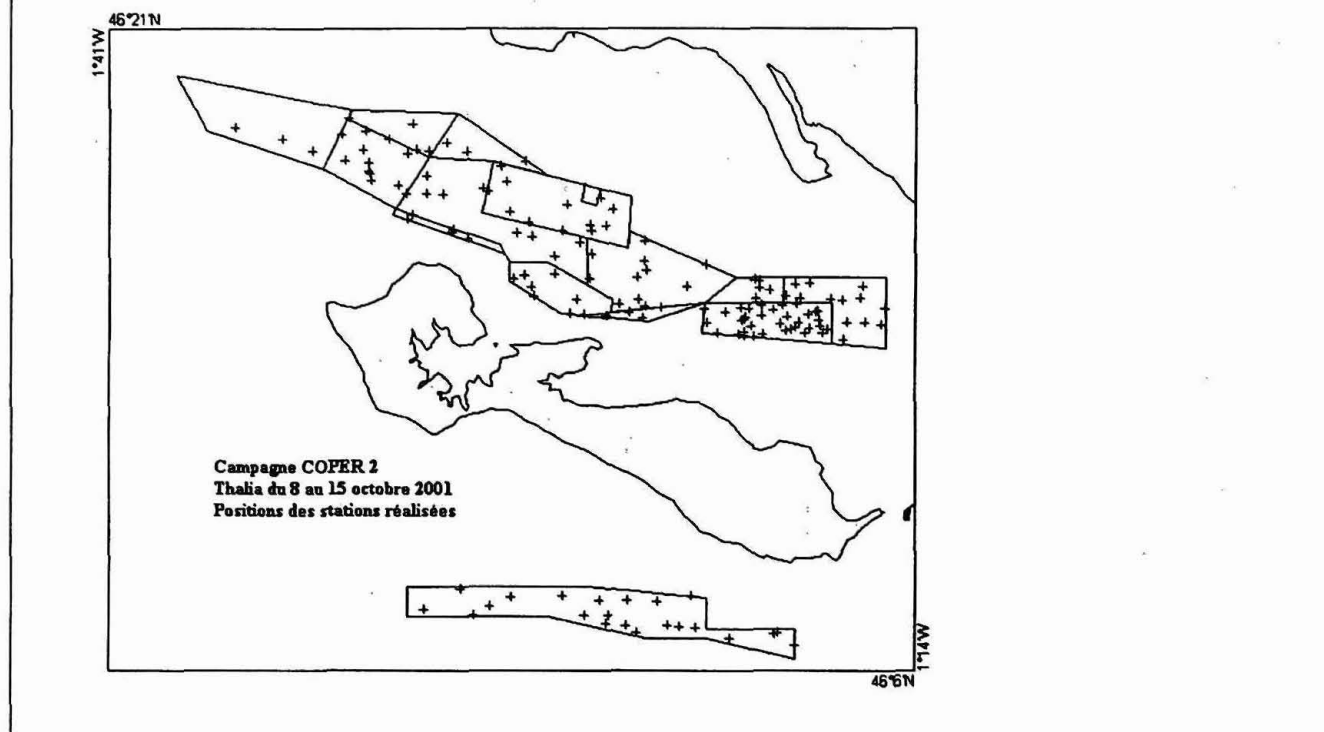 46°21'N
1°41'W
Campagne COPER 2
Thalia du 8 au 15 octobre 2001
Positions des stations réalisées
1°14'W
46°6'N